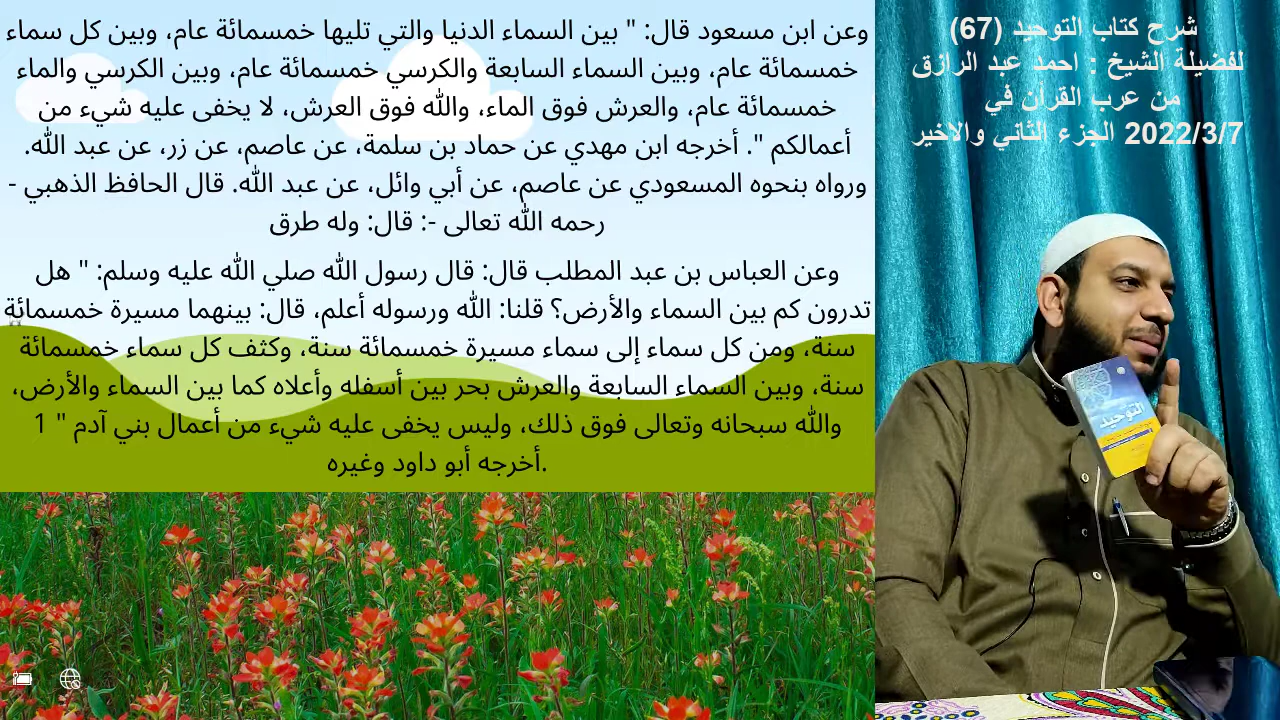 شرح كتاب التوحيد (67)
لفضيلة الشيخ : احمد عبد الرازق
من عرب القرآن في
2022/3/7 الجزء الثاني والاخير
وعن ابن مسعود قال: " بين السماء الدنيا والتي تليها خمسمائة عام، وبين كل سماء
خمسمائة عام، وبين السماء السابعة والكرسي خمسمائة عام، وبين الكرسي والماء
خمسمائة عام، والعرش فوق الماء، والله فوق العرش، لا يخفى عليه شيء من
أعمالكم ". أخرجه ابن مهدي عن حماد بن سلمة، عن عاصم، عن زر، عن عبد الله.
ورواه بنحوه المسعودي عن عاصم، عن أبي وائل، عن عبد الله. قال الحافظ الذهبي -
رحمه الله تعالى -: قال: وله طرق
وعن العباس بن عبد المطلب قال: قال رسول الله صلي الله عليه وسلم: " هل
تدرون كم بين السماء والأرض؟ قلنا: الله ورسوله أعلم، قال: بينهما مسيرة خمسمائة
سنة، ومن كل سماء إلى سماء مسيرة خمسمائة سنة، وكثف كل سماء خمسمائة
سنة، وبين السماء السابعة والعرش بحر بين أسفله وأعلاه كما بين السماء والأرض،
والله سبحانه وتعالى فوق ذلك، وليس يخفى عليه شيء من أعمال بني آدم " 1
.أخرجه أبو داود وغيره
التوحيد